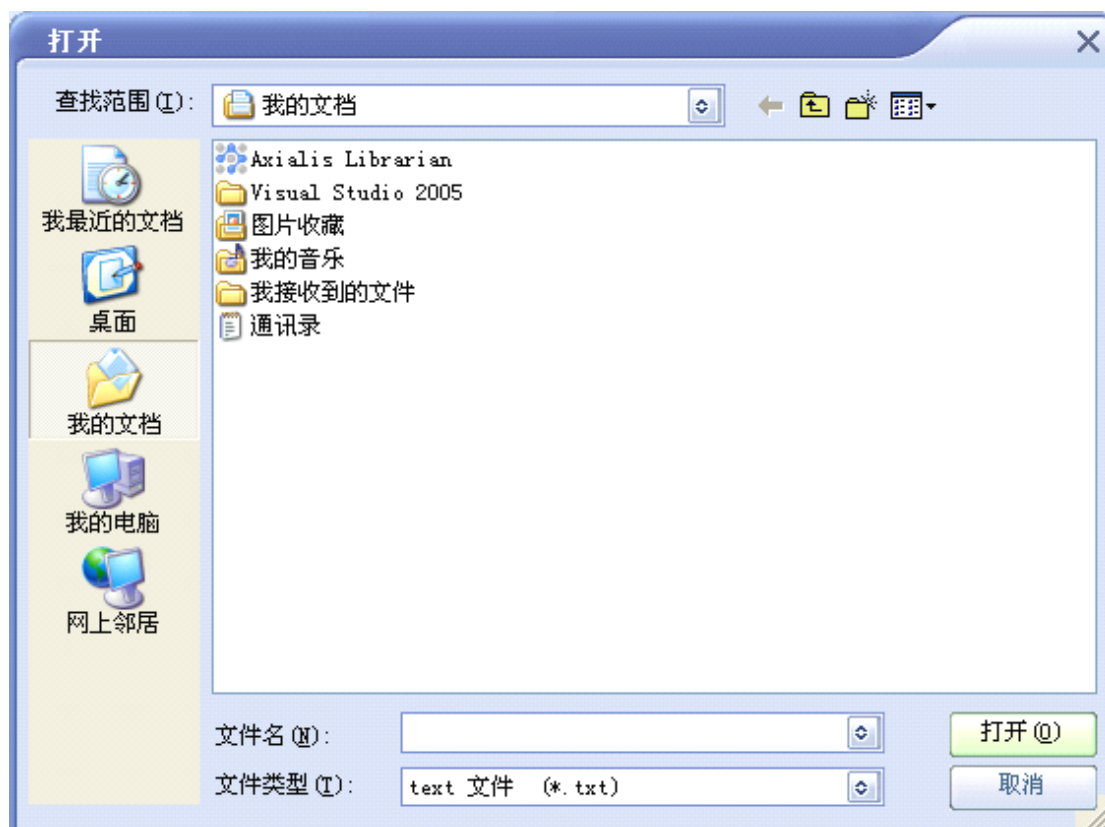 打开
查找范围(I):
我的文档
Axialis Librarian
Visual Studio 2005
图片收藏
我的音乐
我接收到的文件
通讯录
我最近的文档
桌面
我的文档
我的电脑
网上邻居
文件名(N):
打开(O)
文件类型(T):
text 文件 (*.txt)
取消